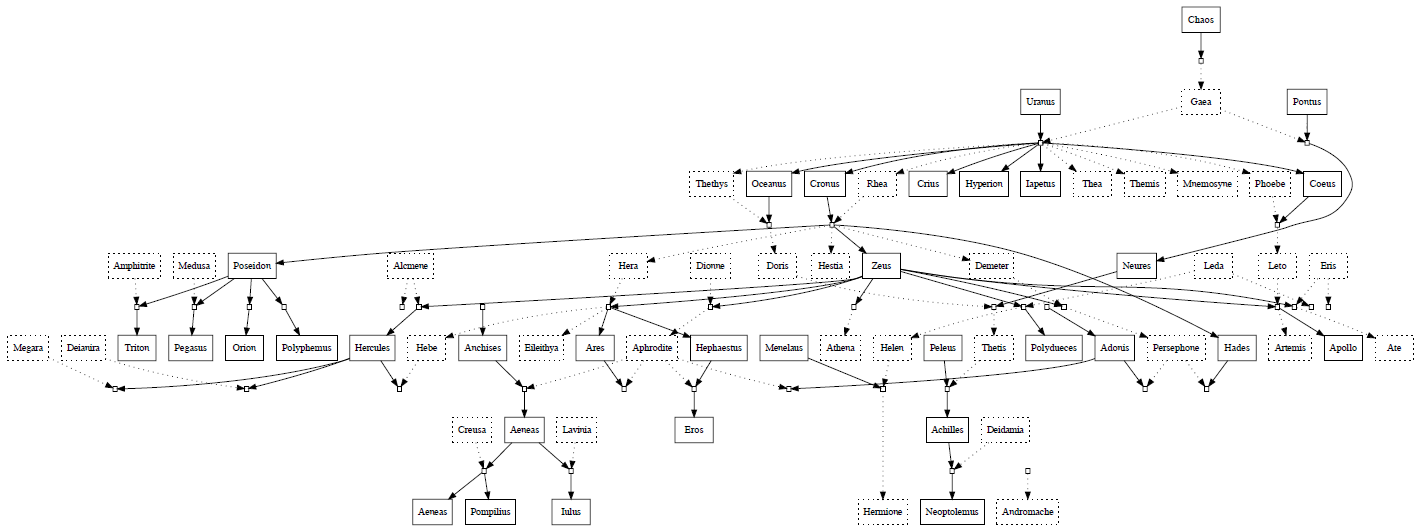 Chaos
Uranus
Gaea
Pontus
Thethys
Oceanus
Cronus
Rhea
Crius
Hyperion
Iapetus
Thea
Themis
Mnemosyne
Phoebe
Coeus
Amphitrite
Medusa
Poseidon
Alcmene
Hera
Dionne
Doris
Hestia
Zeus
Demeter
Neures
Leda
Leto
Eris
Megara
Deianira
Triton
Pegasus
Orion
Polyphemus
Hercules
Hebe
Anchises
Eileithya
Ares
Aphrodite
Hephaestus
Menelaus
Athena
Helen
Peleus
Thetis
Polydueces
Adonis
Persephone
Hades
Artemis
Apollo
Ate
Creusa
Aeneas
Lavinia
Eros
Achilles
Deidamia
Aeneas
Pompilius
Iulus
Hermione
Neoptolemus
Andromache